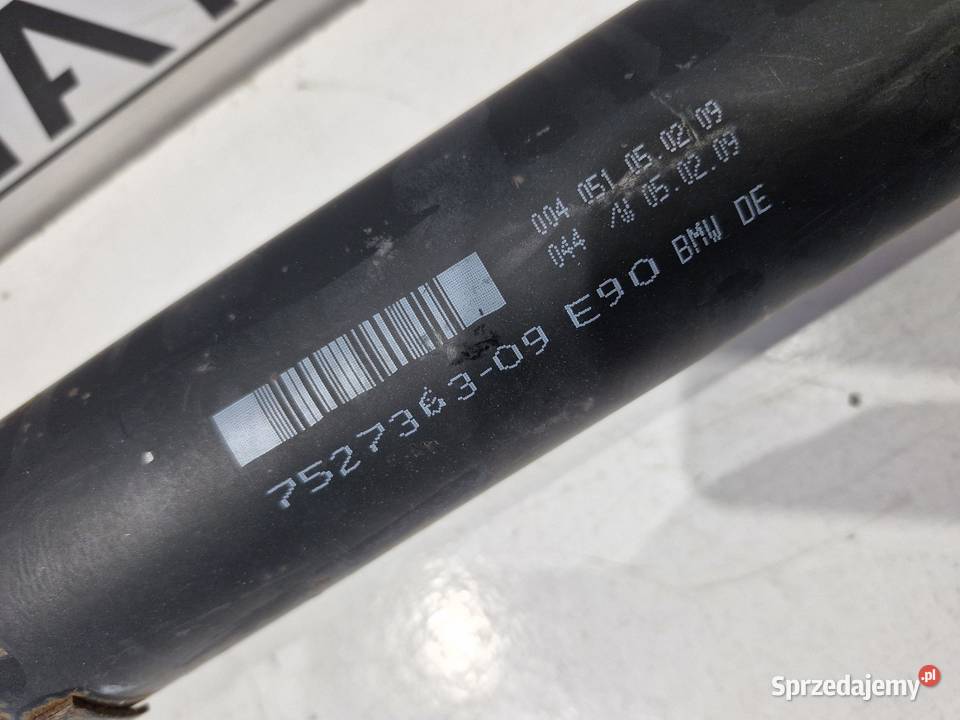 004 051 05.02 09
044 /V 05.02.09
7527363-09 E90 BMW DE
Sprzedajemy.pl